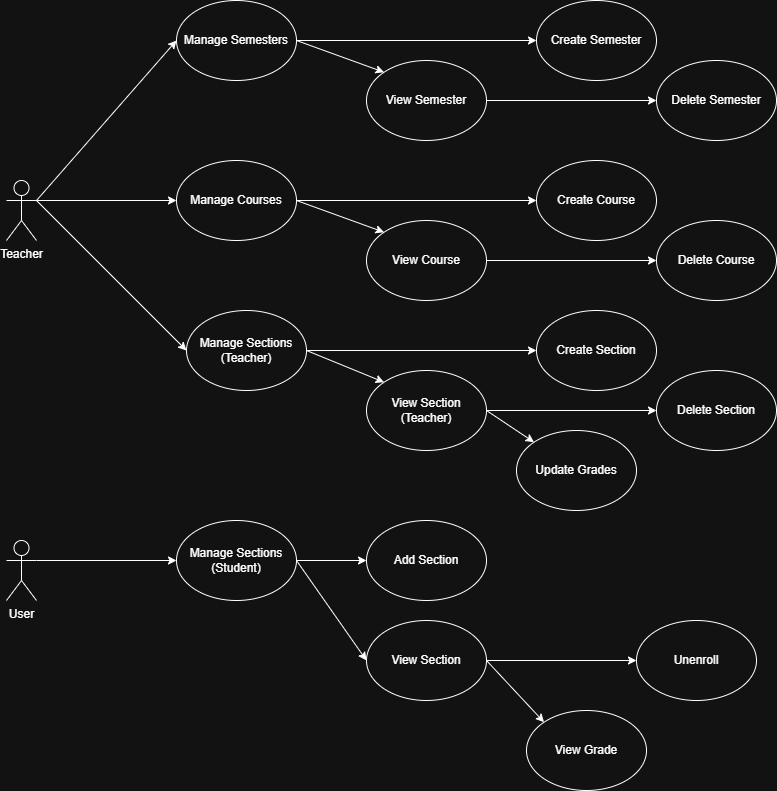 Manage Semesters
Create Semester
View Semester
Delete Semester
Teacher
Manage Courses
Create Course
View Course
Delete Course
Manage Sections
(Teacher)
Create Section
View Section
(Teacher)
Delete Section
Update Grades
User
Manage Sections
(Student)
Add Section
View Section
Unenroll
View Grade